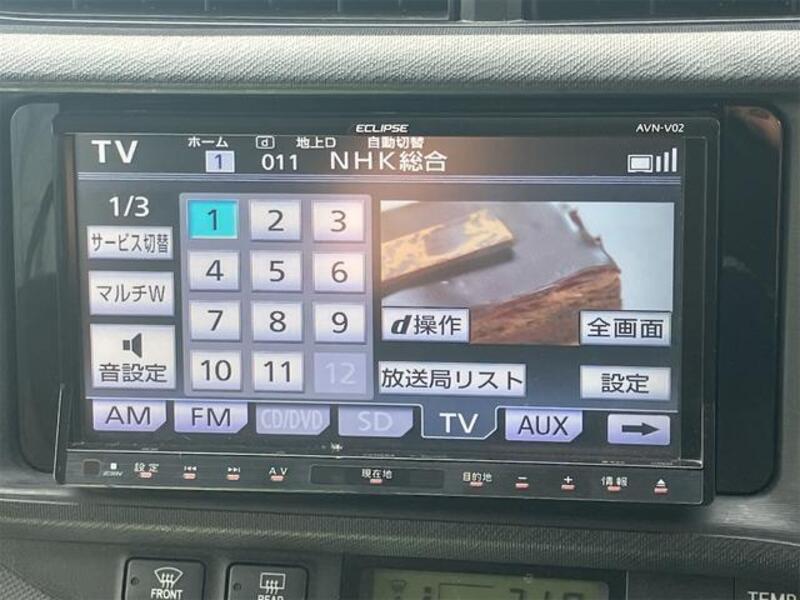 ECLIPSE AVN-V02
TV ホーム 1 d 地上D 011 自動切替 NHK総合
1/3
サービス切替
マルチW
音設定
1 2 3
4 5 6
7 8 9
10 11 12
d操作 全画面
放送局リスト 設定
AM FM CD/DVD SD TV AUX
設定 AV 現在地 目的地 − + 情報
FRONT REAR TEMP